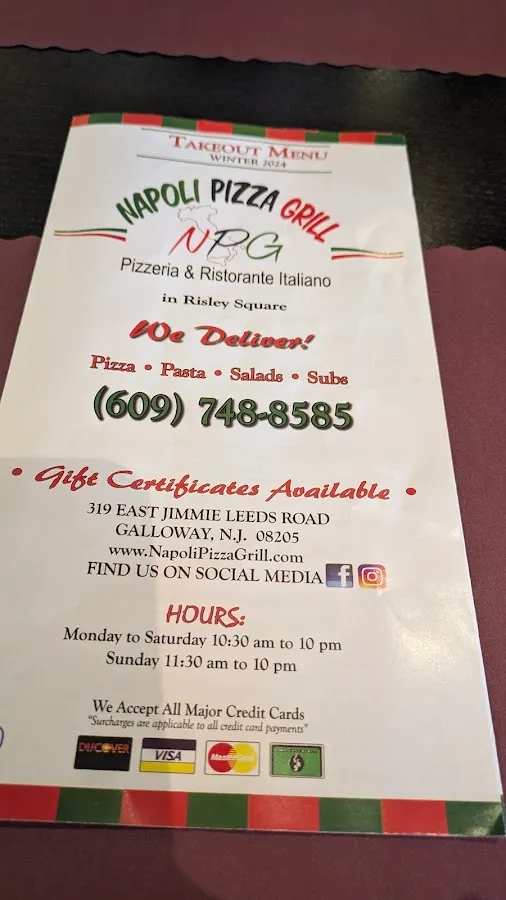 TAKEOUT MENU
WINTER 2024
NAPOLI PIZZA GRILL
NPG
Pizzeria & Ristorante Italiano
in Risley Square
We Deliver!
Pizza • Pasta • Salads • Subs
(609) 748-8585
• Gift Certificates Available •
319 EAST JIMMIE LEEDS ROAD
GALLOWAY, N.J. 08205
www.NapoliPizzaGrill.com
FIND US ON SOCIAL MEDIA
HOURS:
Monday to Saturday 10:30 am to 10 pm
Sunday 11:30 am to 10 pm
We Accept All Major Credit Cards
"Surcharges are applicable to all credit card payments"
DISCOVER VISA MasterCard